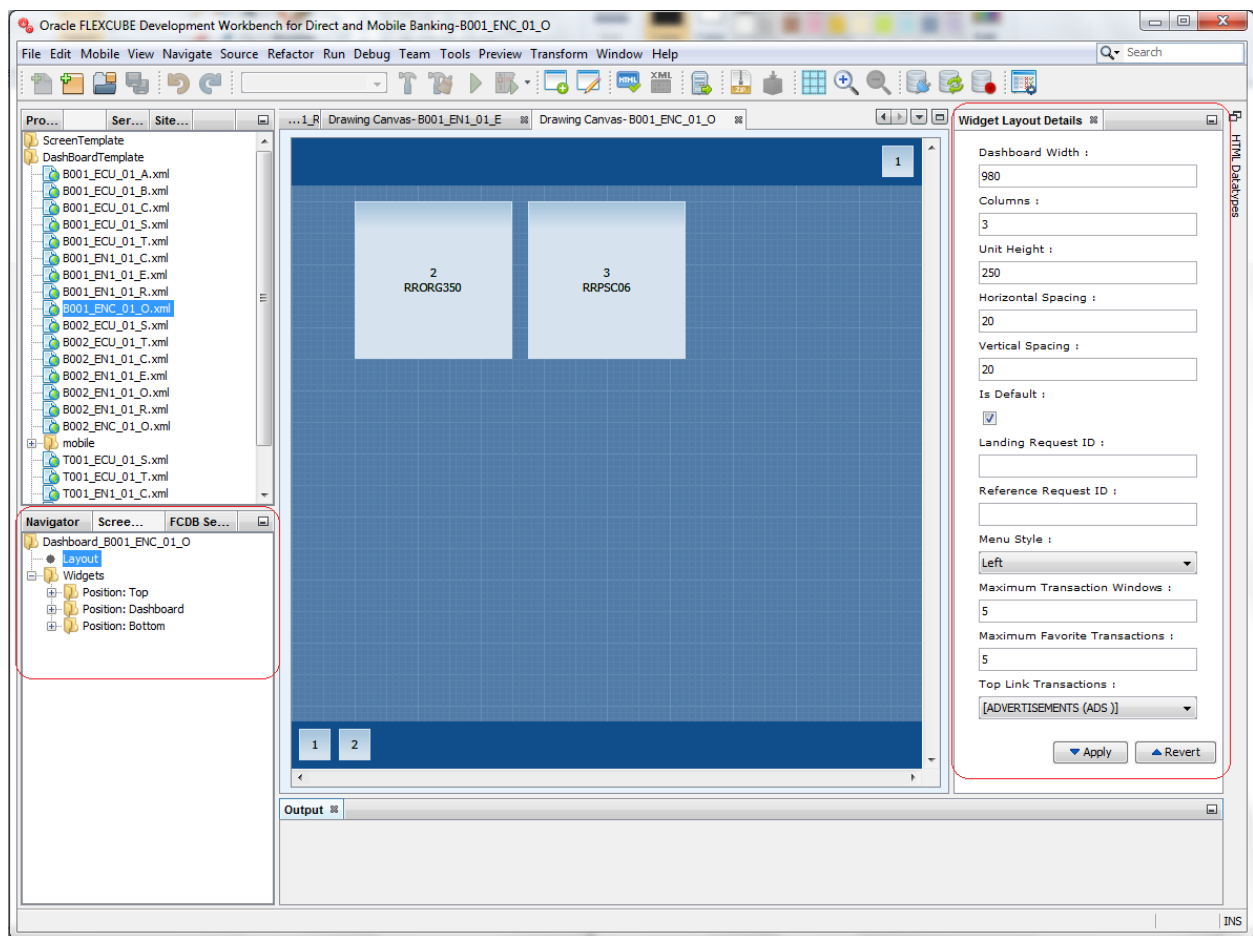 Oracle FLEXCUBE Development Workbench for Direct and Mobile Banking-B001_ENC_01_O
File Edit Mobile View Navigate Source Refactor Run Debug Team Tools Preview Transform Window Help
Search
HTML XML ZIP
Pro... Ser... Site...
ScreenTemplate
DashBoardTemplate
B001_ECU_01_A.xml
B001_ECU_01_B.xml
B001_ECU_01_C.xml
B001_ECU_01_S.xml
B001_ECU_01_T.xml
B001_EN1_01_C.xml
B001_EN1_01_E.xml
B001_EN1_01_R.xml
B001_ENC_01_O.xml
B002_ECU_01_S.xml
B002_ECU_01_T.xml
B002_EN1_01_C.xml
B002_EN1_01_E.xml
B002_EN1_01_O.xml
B002_EN1_01_R.xml
B002_ENC_01_O.xml
mobile
T001_ECU_01_S.xml
T001_ECU_01_T.xml
T001_EN1_01_C.xml
Navigator Scree... FCDB Se...
Dashboard_B001_ENC_01_O
Layout
Widgets
Position: Top
Position: Dashboard
Position: Bottom
...1_R Drawing Canvas-B001_EN1_01_E Drawing Canvas-B001_ENC_01_O
1
2
RRORG350
3
RRPSC06
1 2
Output
Widget Layout Details
Dashboard Width :
980
Columns :
3
Unit Height :
250
Horizontal Spacing :
20
Vertical Spacing :
20
Is Default :
Landing Request ID :
Reference Request ID :
Menu Style :
Left
Maximum Transaction Windows :
5
Maximum Favorite Transactions :
5
Top Link Transactions :
[ADVERTISEMENTS (ADS )]
Apply Revert
HTML Datatypes
INS